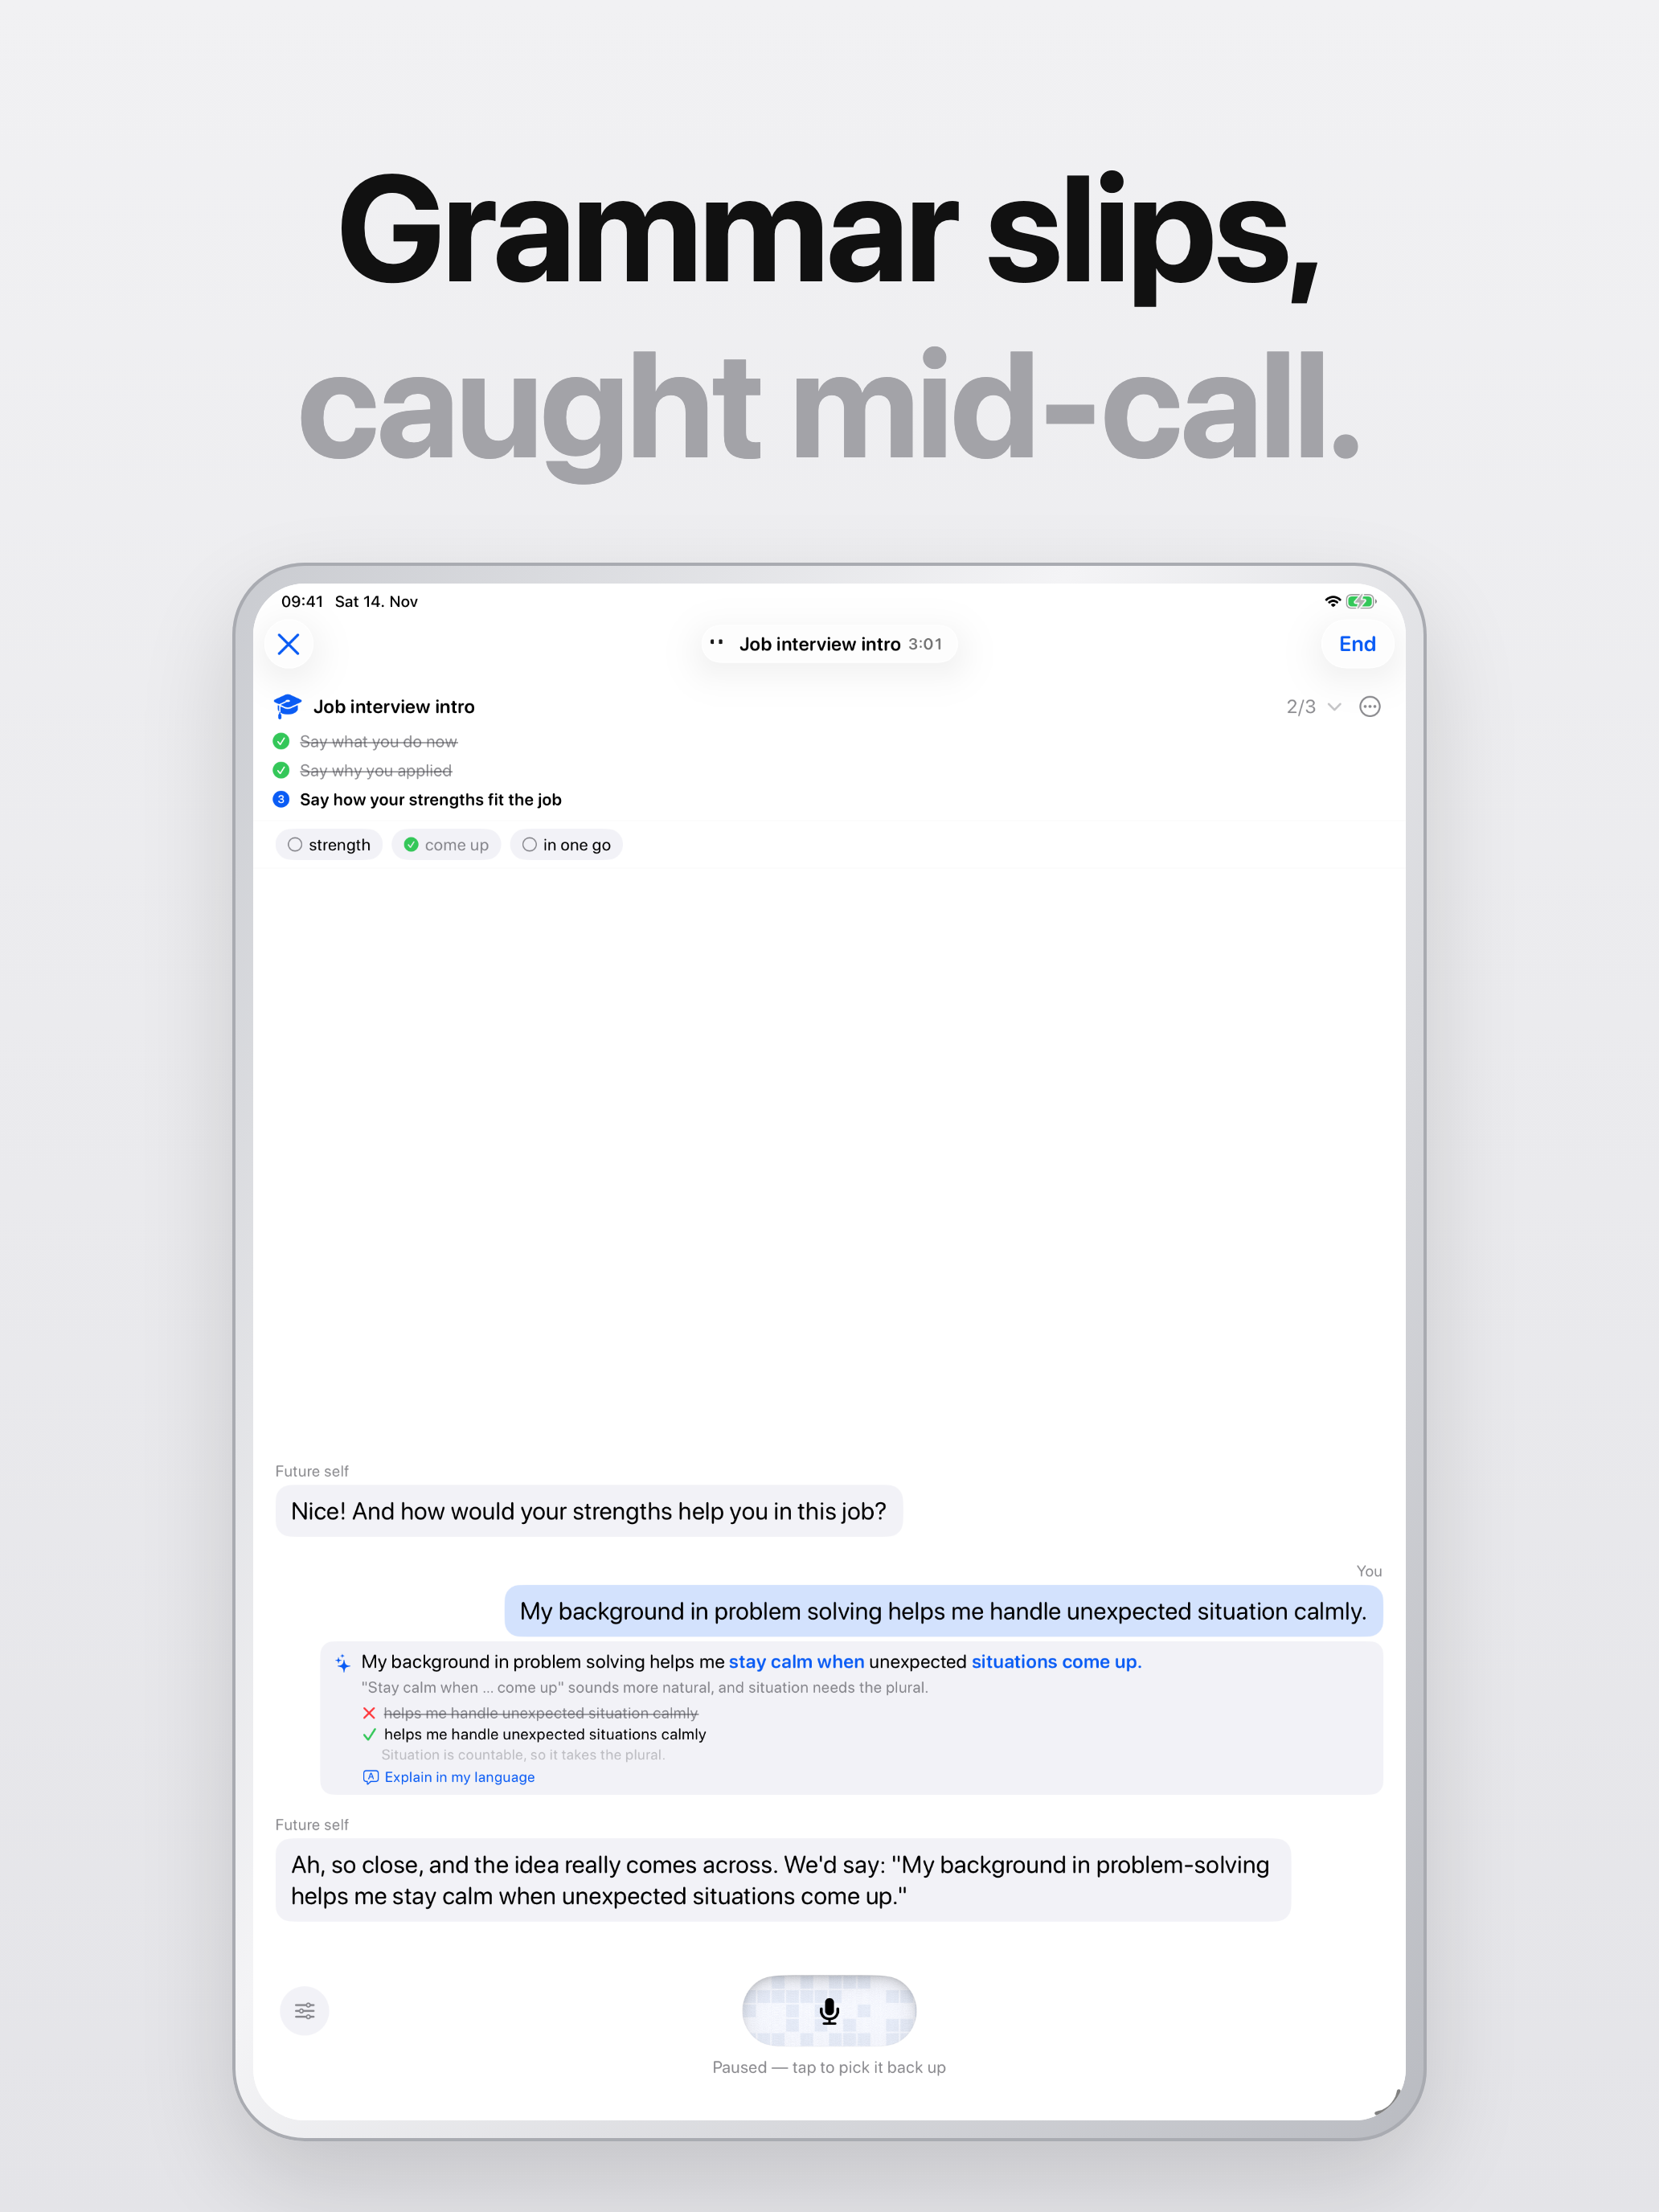 Grammar slips,
caught mid-call.
09:41 Sat 14. Nov
Job interview intro 3:01
End
Job interview intro
2/3
Say what you do now
Say why you applied
3 Say how your strengths fit the job
strength
come up
in one go
Future self
Nice! And how would your strengths help you in this job?
You
My background in problem solving helps me handle unexpected situation calmly.
My background in problem solving helps me stay calm when unexpected situations come up.
"Stay calm when ... come up" sounds more natural, and situation needs the plural.
helps me handle unexpected situation calmly
helps me handle unexpected situations calmly
Situation is countable, so it takes the plural.
A Explain in my language
Future self
Ah, so close, and the idea really comes across. We'd say: "My background in problem-solving
helps me stay calm when unexpected situations come up."
Paused — tap to pick it back up